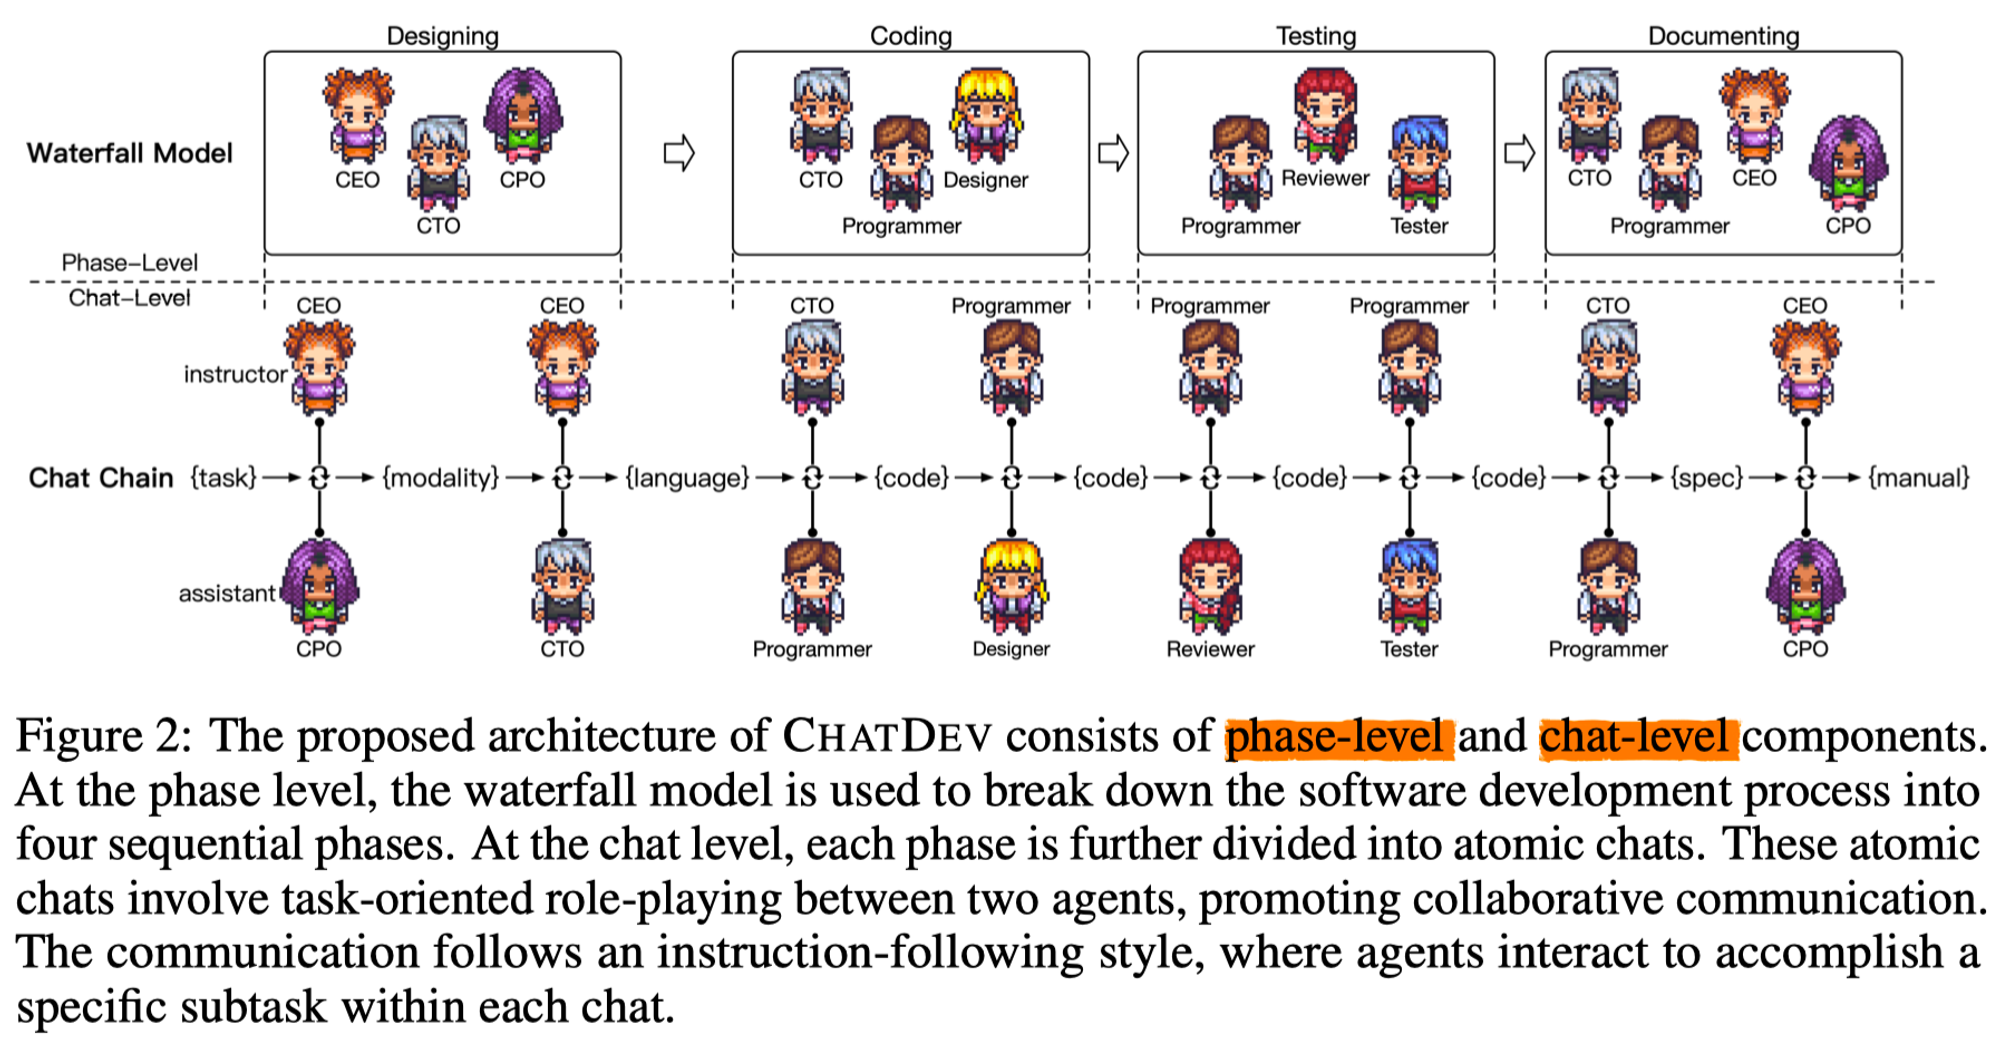 Designing Coding Testing Documenting
Waterfall Model
CEO CPO CTO
CTO Designer Programmer
Reviewer Programmer Tester
CTO CEO Programmer CPO
Phase–Level
Chat–Level
CEO CEO CTO Programmer Programmer Programmer CTO CEO
instructor
Chat Chain {task} {modality} {language} {code} {code} {code} {code} {spec} {manual}
assistant
CPO CTO Programmer Designer Reviewer Tester Programmer CPO
Figure 2: The proposed architecture of CHATDEV consists of phase-level and chat-level components.
At the phase level, the waterfall model is used to break down the software development process into
four sequential phases. At the chat level, each phase is further divided into atomic chats. These atomic
chats involve task-oriented role-playing between two agents, promoting collaborative communication.
The communication follows an instruction-following style, where agents interact to accomplish a
specific subtask within each chat.